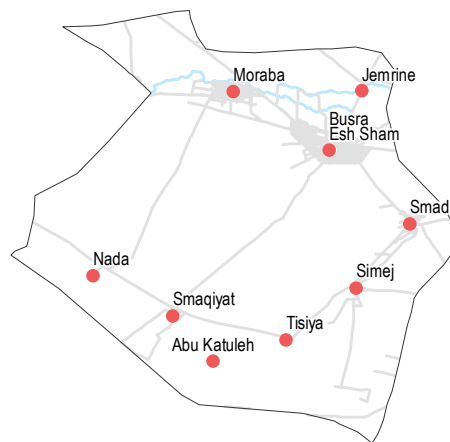 Moraba
Jemrine
Busra
Esh Sham
Smad
Nada
Simej
Smaqiyat
Tisiya
Abu Katuleh